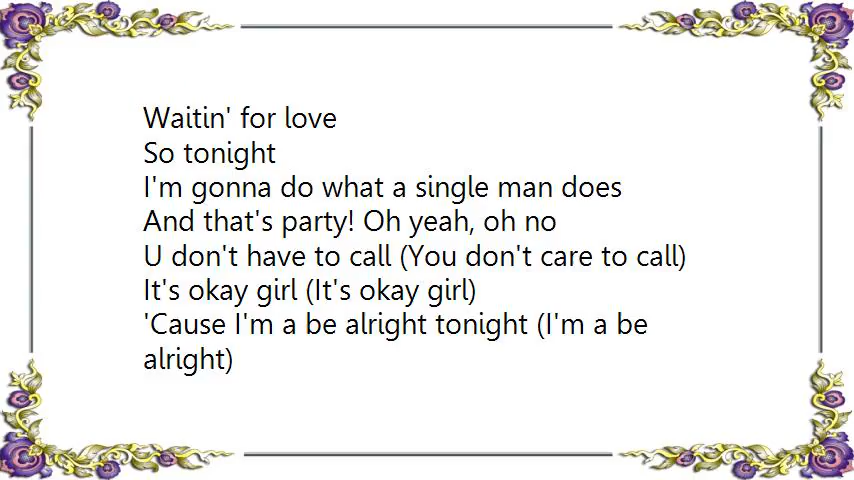 Waitin' for love
So tonight
I'm gonna do what a single man does
And that's party! Oh yeah, oh no
U don't have to call (You don't care to call)
It's okay girl (It's okay girl)
'Cause I'm a be alright tonight (I'm a be
alright)